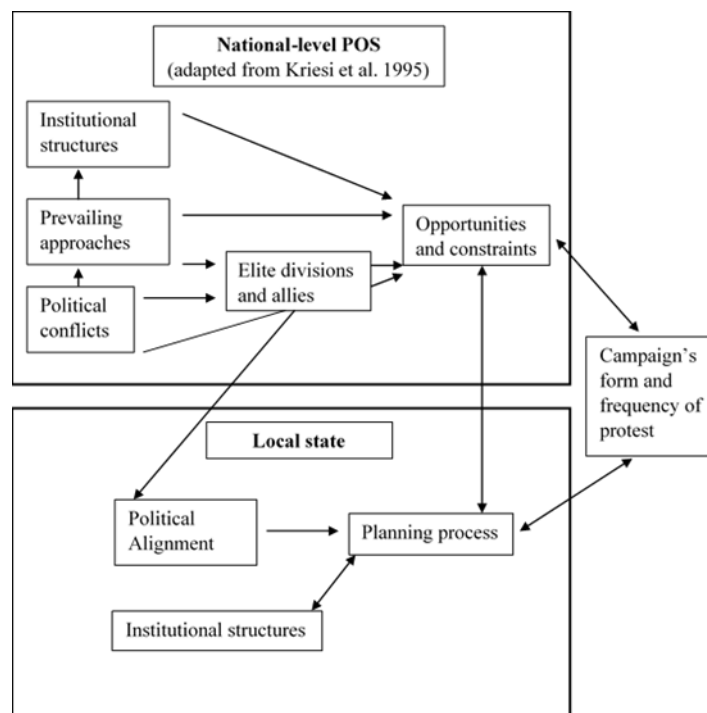 National-level POS
(adapted from Kriesi et al. 1995)
Institutional
structures
Prevailing
approaches
Opportunities
and constraints
Elite divisions
and allies
Political
conflicts
Campaign’s
form and
frequency of
protest
Local state
Political
Alignment
Planning process
Institutional structures